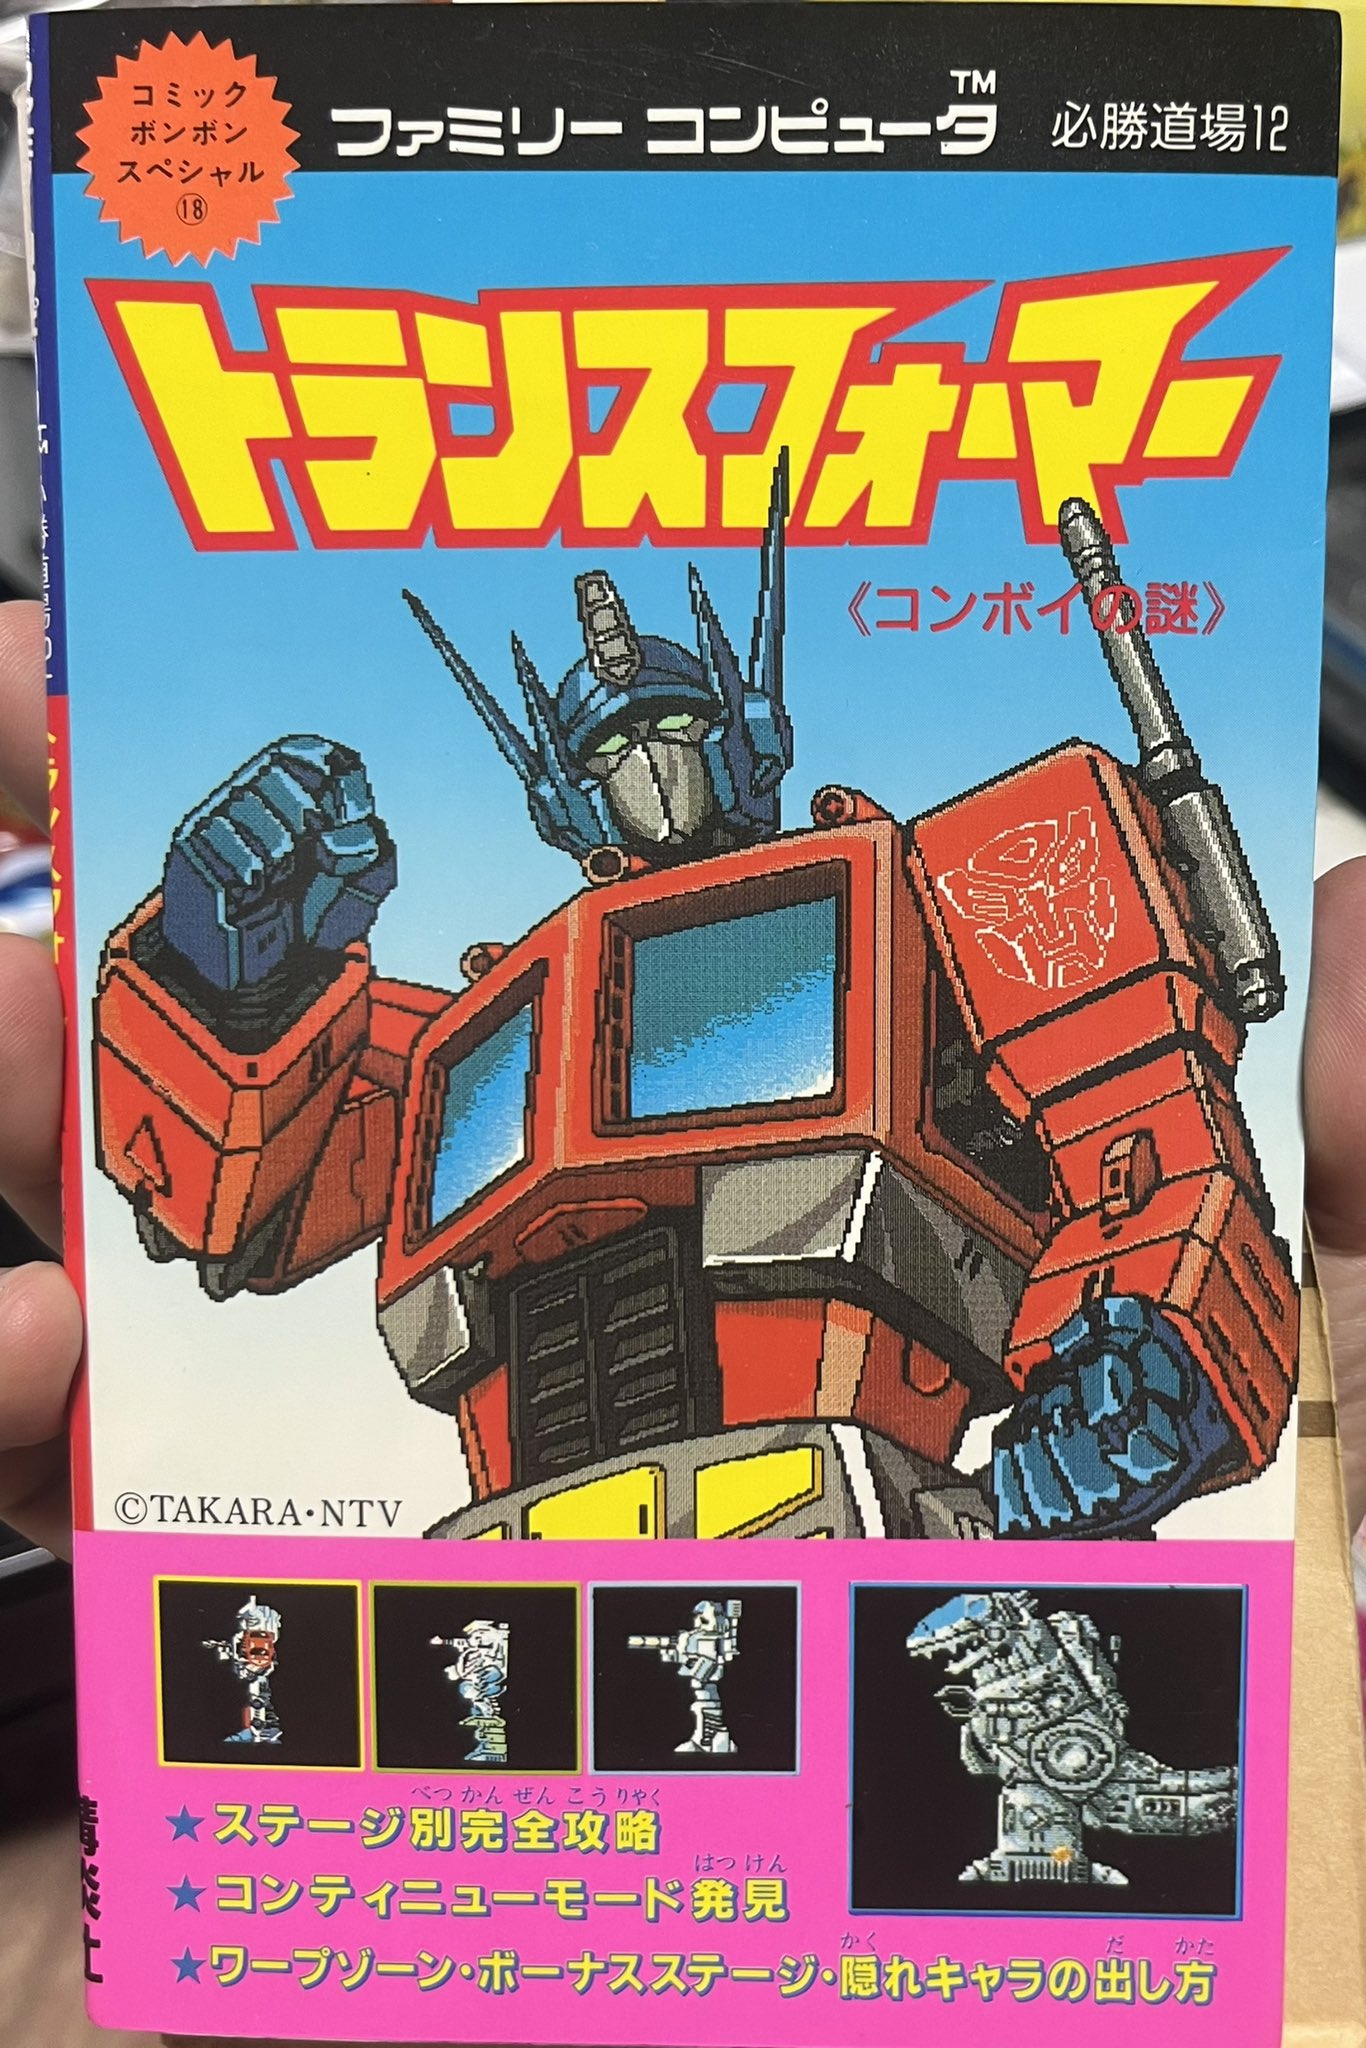 コミック
ボンボン
スペシャル
⑱
ファミリー コンピュータ™ 必勝道場12
トランスフォーマー
《コンボイの謎》
©TAKARA・NTV
べつかんぜんこうりゃく
★ステージ別完全攻略
はっけん
★コンティニューモード発見
かく だ かた
★ワープゾーン・ボーナスステージ・隠れキャラの出し方
講談社